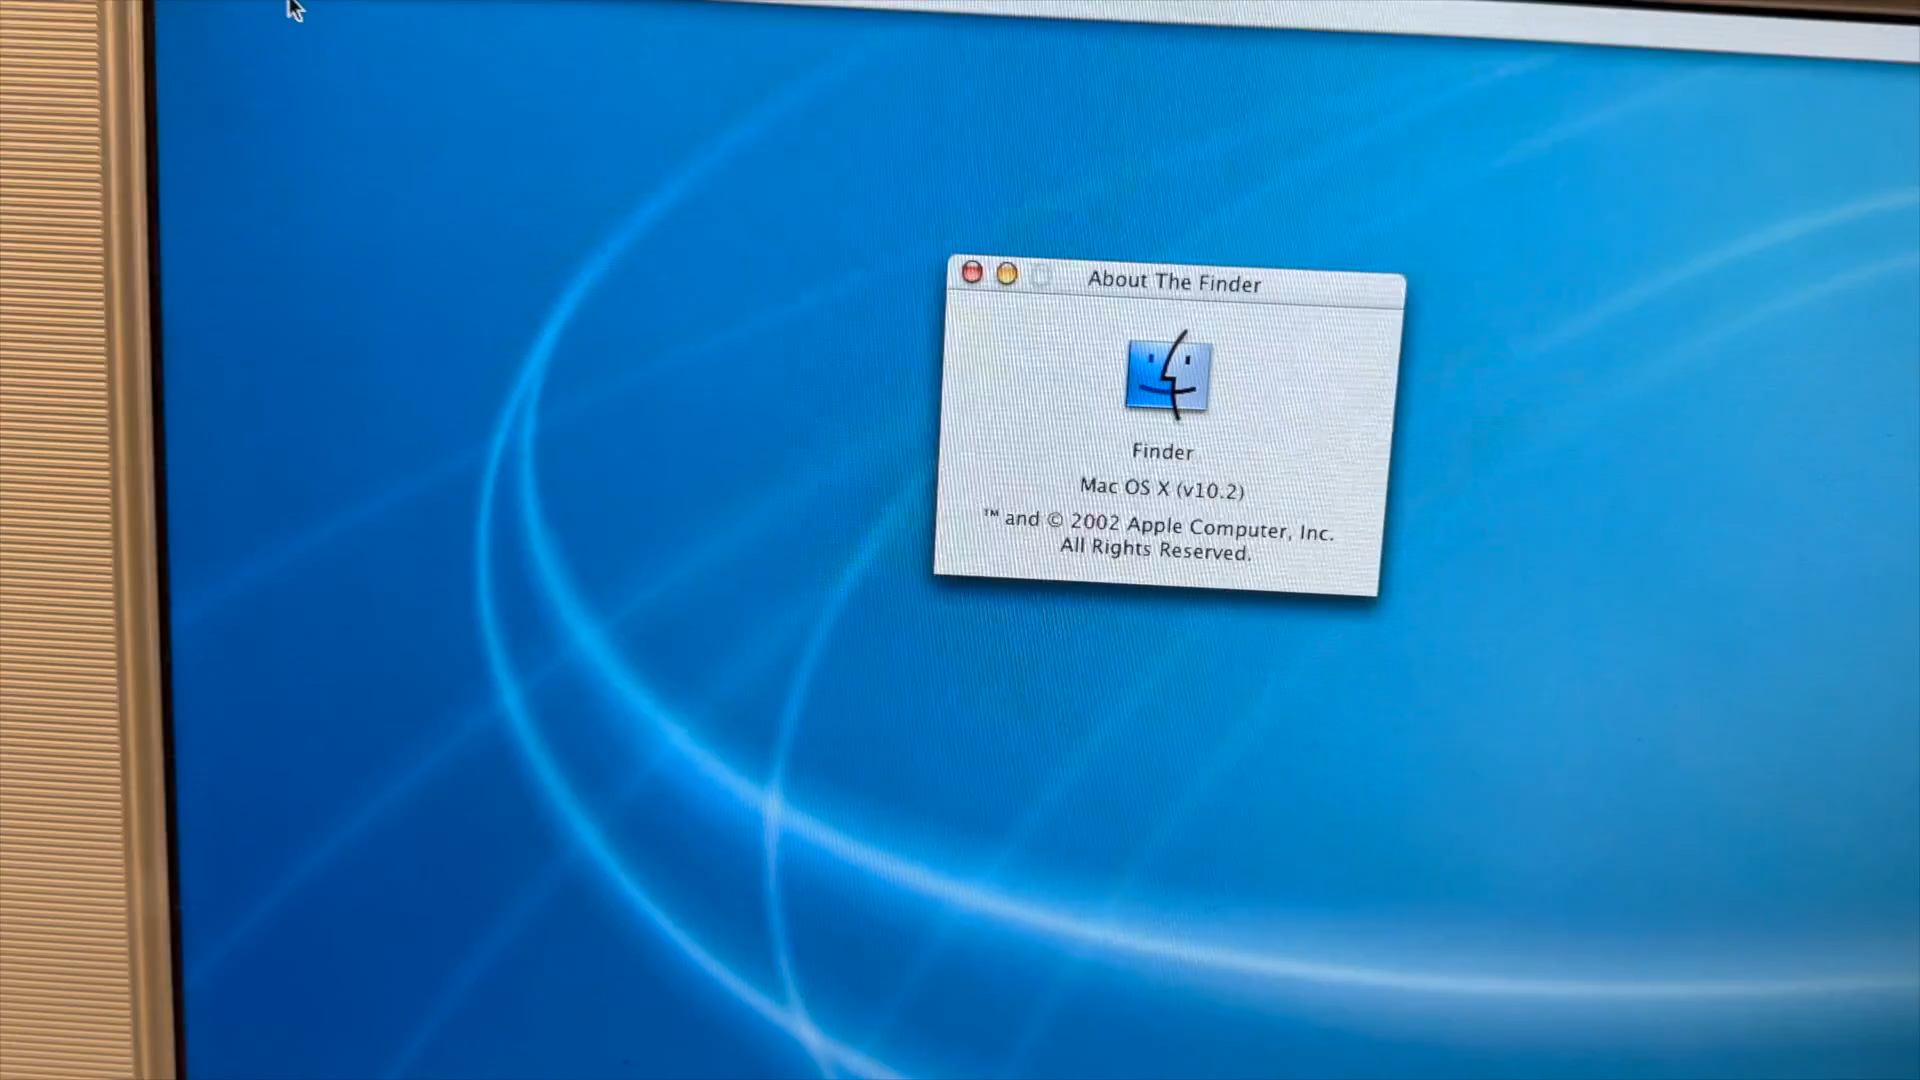 About The Finder
Finder
Mac OS X (v10.2)
™ and © 2002 Apple Computer, Inc.
All Rights Reserved.